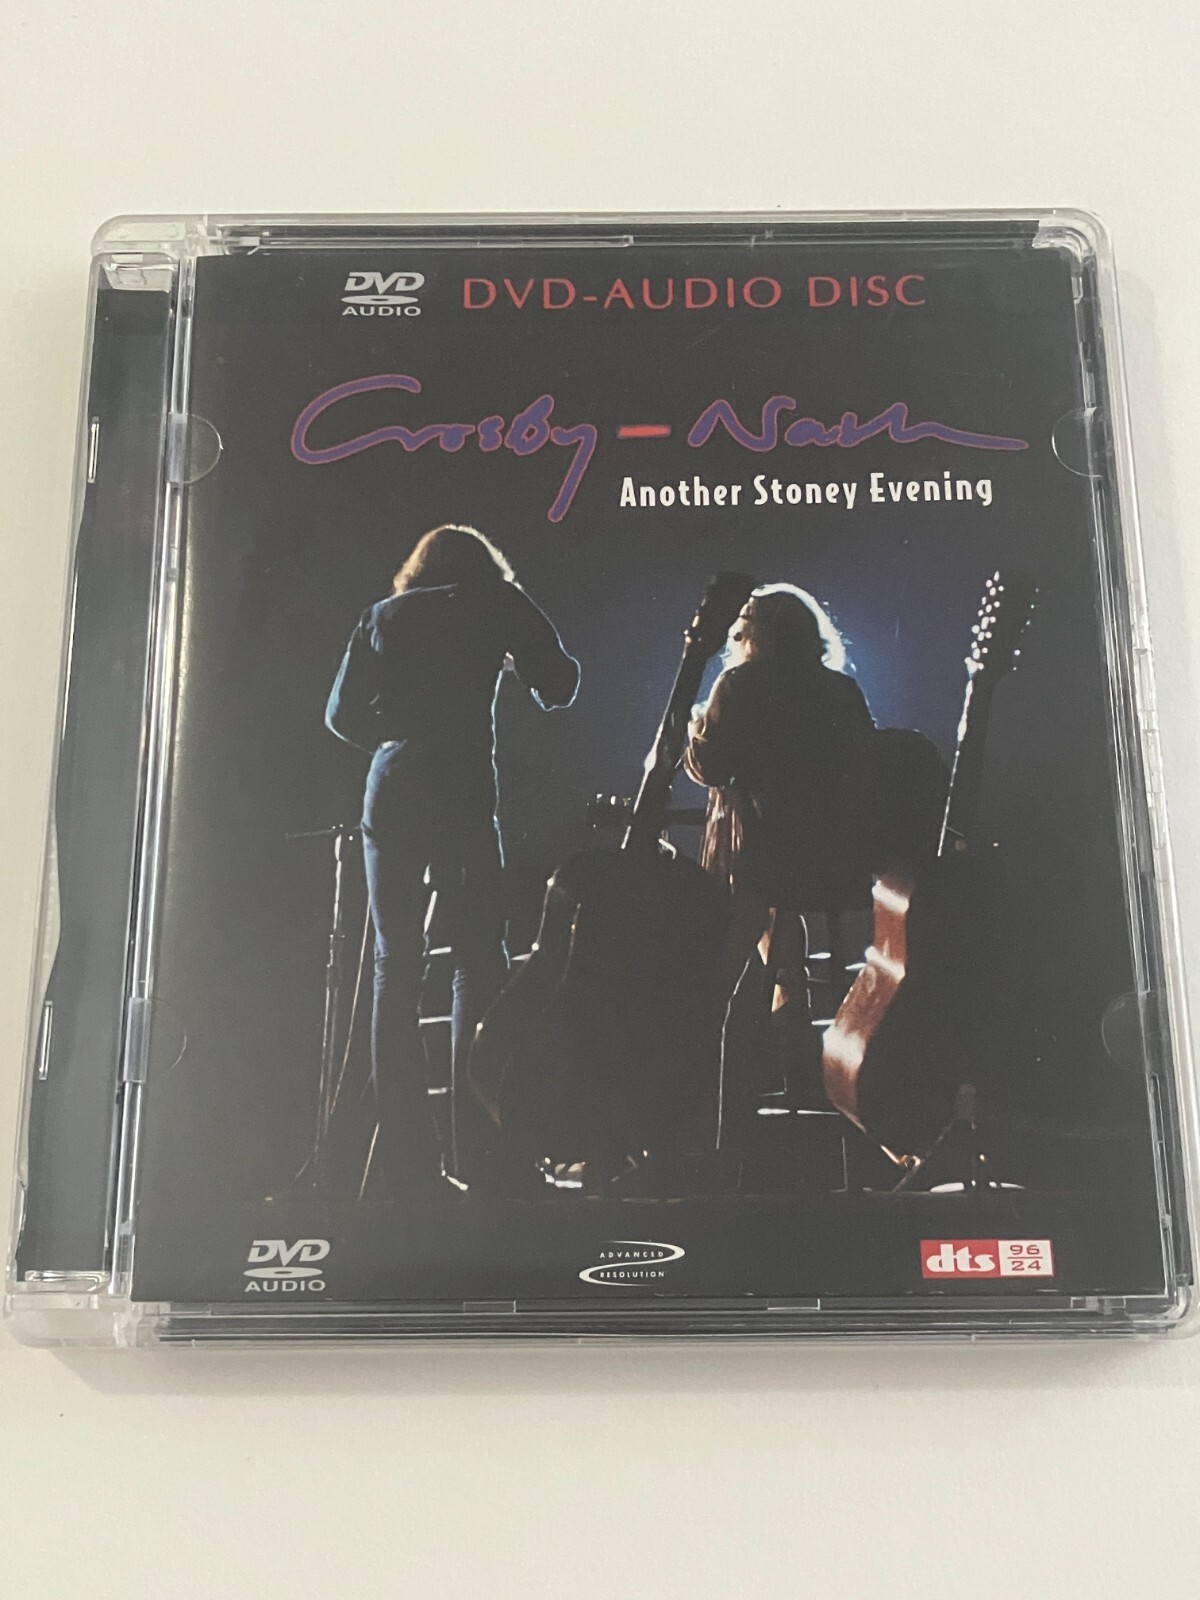 DVD AUDIO DVD-AUDIO DISC
Crosby-Nash
Another Stoney Evening
DVD AUDIO
ADVANCED RESOLUTION
dts 96 24